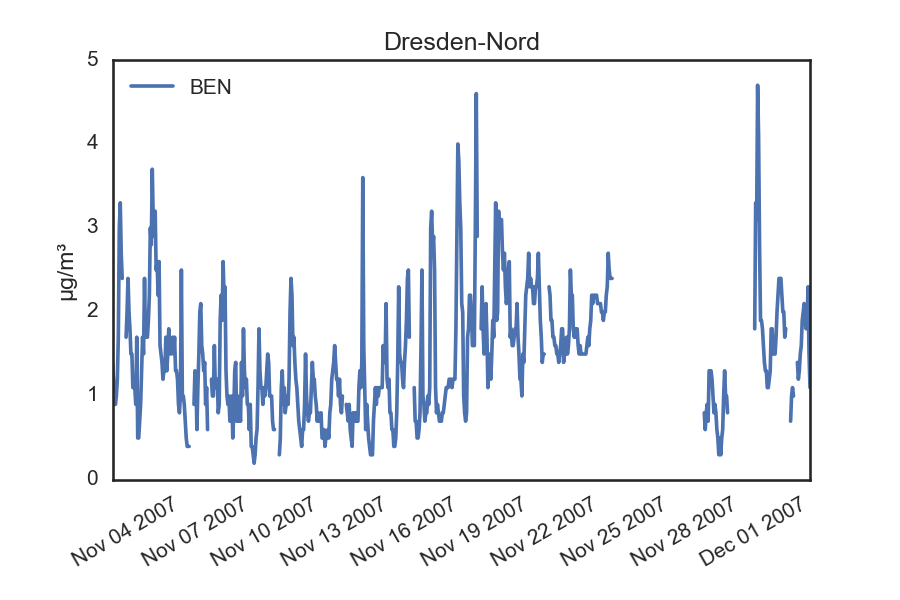 Dresden-Nord
BEN
µg/m³
5
4
3
2
1
0
Nov 04 2007
Nov 07 2007
Nov 10 2007
Nov 13 2007
Nov 16 2007
Nov 19 2007
Nov 22 2007
Nov 25 2007
Nov 28 2007
Dec 01 2007